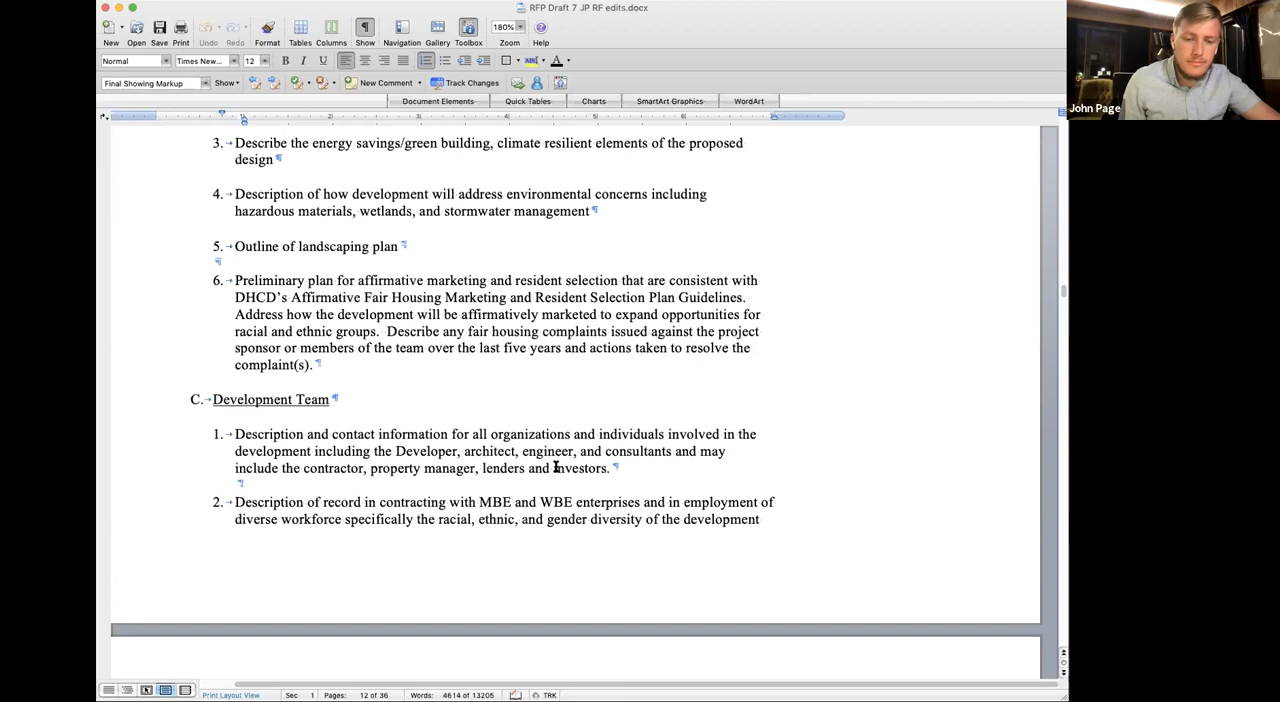 RFP Draft 7 JP RF edits.docx
New Open Save Print Undo Redo Format Tables Columns Show Navigation Gallery Toolbox Zoom Help
180%
Normal Times New... 12 B I U A
Final Showing Markup Show New Comment Track Changes
Document Elements Quick Tables Charts SmartArt Graphics WordArt
John Page
3. Describe the energy savings/green building, climate resilient elements of the proposed
design
4. Description of how development will address environmental concerns including
hazardous materials, wetlands, and stormwater management
5. Outline of landscaping plan
6. Preliminary plan for affirmative marketing and resident selection that are consistent with
DHCD's Affirmative Fair Housing Marketing and Resident Selection Plan Guidelines.
Address how the development will be affirmatively marketed to expand opportunities for
racial and ethnic groups. Describe any fair housing complaints issued against the project
sponsor or members of the team over the last five years and actions taken to resolve the
complaint(s).
C. Development Team
1. Description and contact information for all organizations and individuals involved in the
development including the Developer, architect, engineer, and consultants and may
include the contractor, property manager, lenders and investors.
2. Description of record in contracting with MBE and WBE enterprises and in employment of
diverse workforce specifically the racial, ethnic, and gender diversity of the development
Print Layout View Sec 1 Pages: 12 of 36 Words: 4614 of 13205 TRK